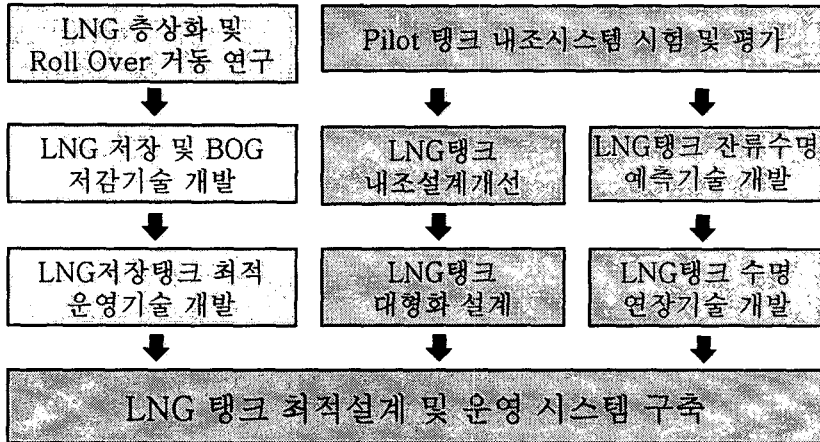 LNG 층상화 및
Roll Over 거동 연구
Pilot 탱크 내조시스템 시험 및 평가
LNG 저장 및 BOG
저감기술 개발
LNG탱크
내조설계개선
LNG탱크 잔류수명
예측기술 개발
LNG저장탱크 최적
운영기술 개발
LNG탱크
대형화 설계
LNG탱크 수명
연장기술 개발
LNG 탱크 최적설계 및 운영 시스템 구축